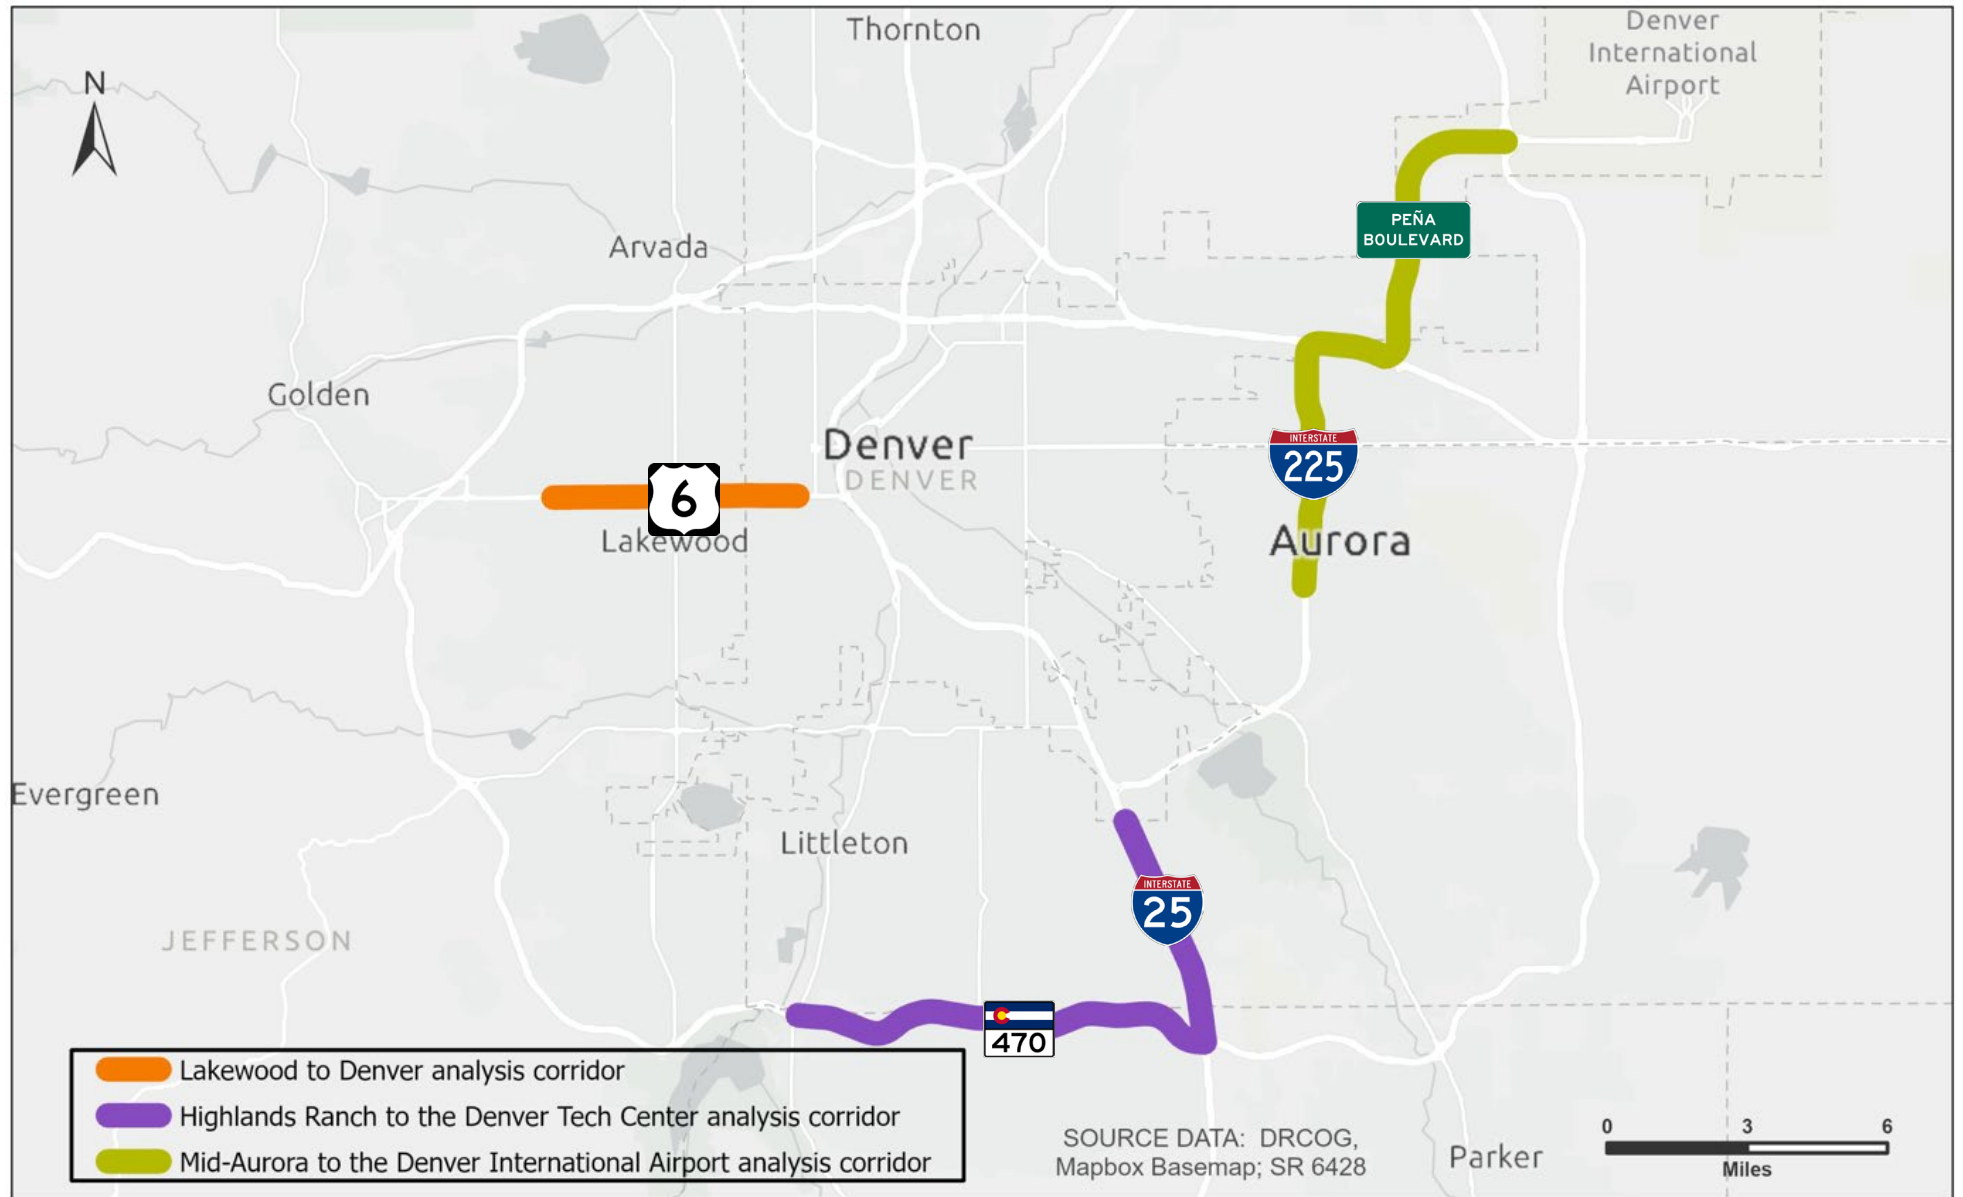 Thornton
Denver
International
Airport
N
PEÑA
BOULEVARD
Arvada
Golden
Denver
DENVER
INTERSTATE
225
6
Lakewood
Aurora
Evergreen
Littleton
INTERSTATE
25
JEFFERSON
470
Lakewood to Denver analysis corridor
Highlands Ranch to the Denver Tech Center analysis corridor
Mid-Aurora to the Denver International Airport analysis corridor
SOURCE DATA: DRCOG,
Mapbox Basemap; SR 6428
Parker
0 3 6
Miles